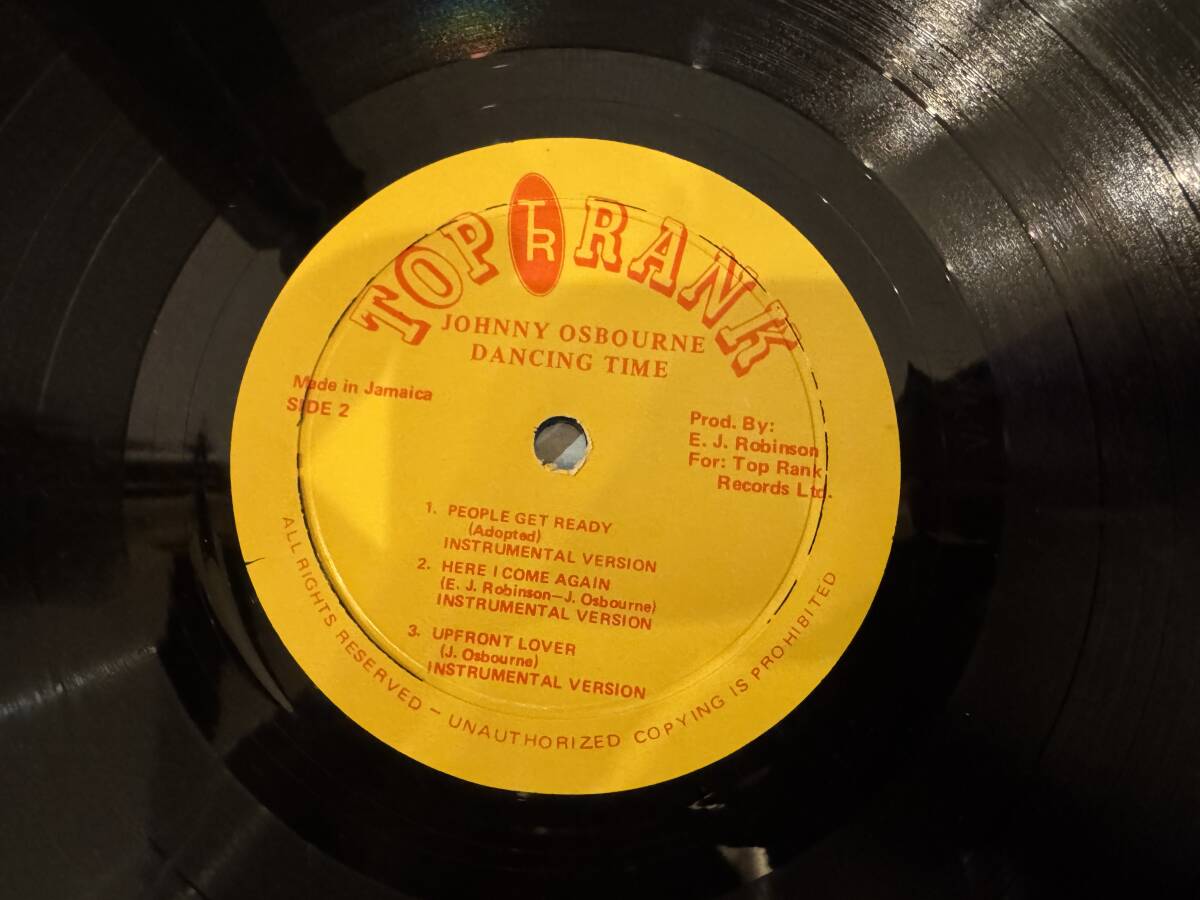 TOP TR RANK
JOHNNY OSBOURNE
DANCING TIME
Made in Jamaica
SIDE 2
Prod. By:
E. J. Robinson
For: Top Rank
Records Ltd.
1. PEOPLE GET READY
(Adopted)
INSTRUMENTAL VERSION
2. HERE I COME AGAIN
(E. J. Robinson—J. Osbourne)
INSTRUMENTAL VERSION
3. UPFRONT LOVER
(J. Osbourne)
INSTRUMENTAL VERSION
ALL RIGHTS RESERVED — UNAUTHORIZED COPYING IS PROHIBITED